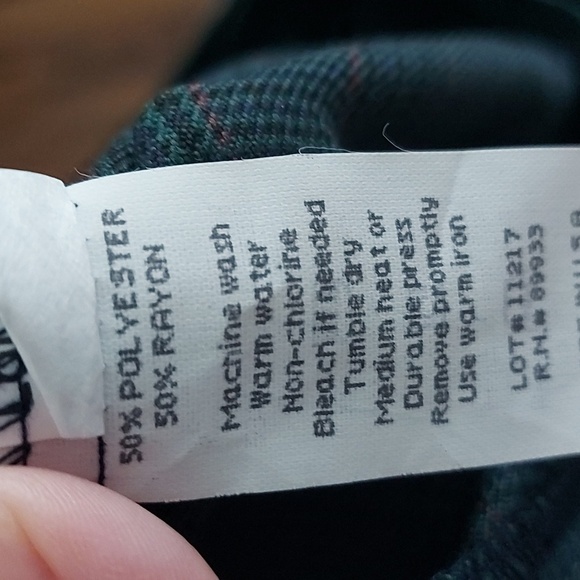 50% POLYESTER
50% RAYON
Machine wash
Warm water
Non-chlorine
Bleach if needed
Tumble dry
Medium heat or
Durable press
Remove promptly
Use warm iron
LOT# 11217
R.H.# 89933